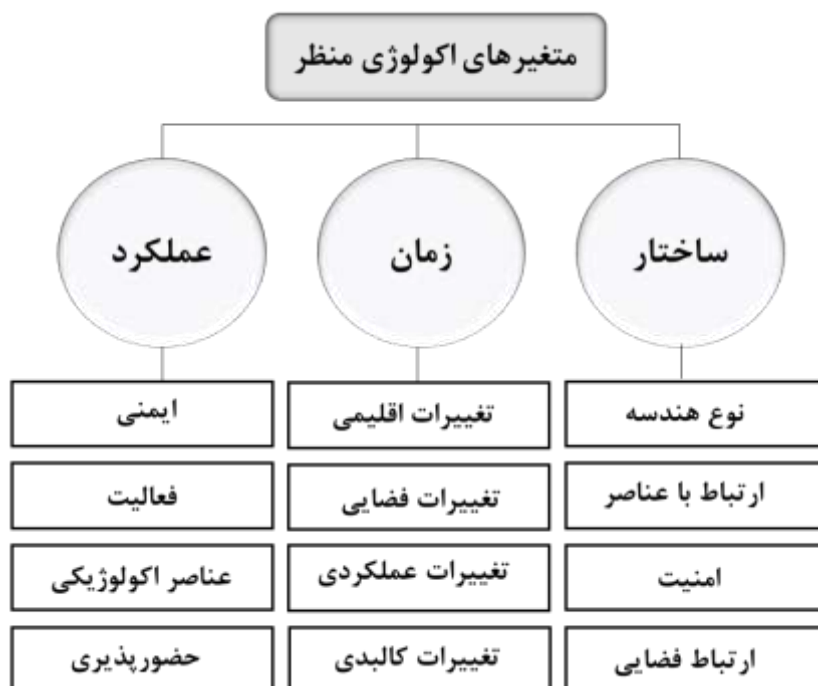 متغیرهای اکولوژی منظر
ساختار
زمان
عملکرد
نوع هندسه
تغییرات اقلیمی
ایمنی
ارتباط با عناصر
تغییرات فضایی
فعالیت
امنیت
تغییرات عملکردی
عناصر اکولوژیکی
ارتباط فضایی
تغییرات کالبدی
حضورپذیری